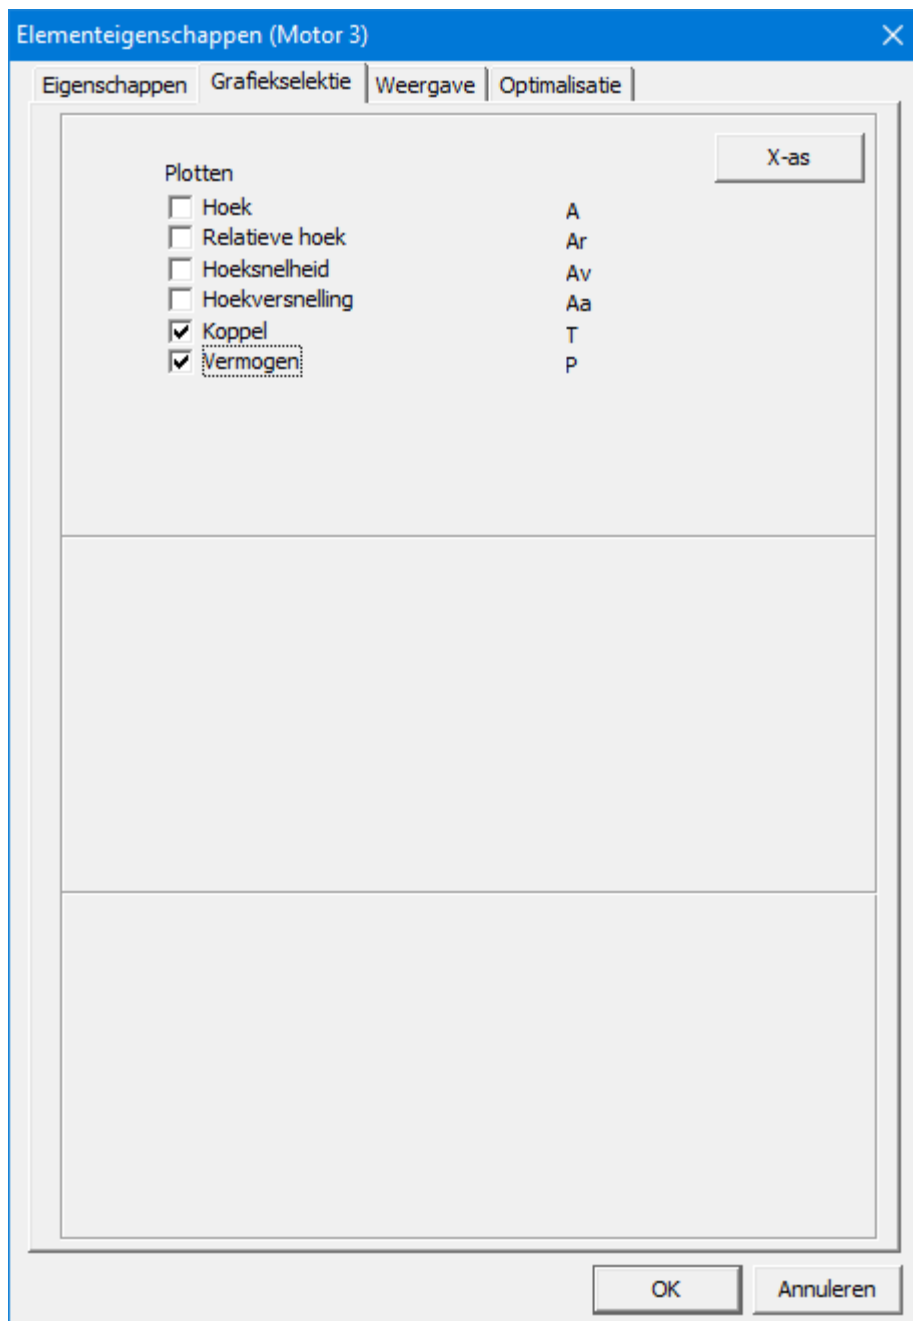 Elementeigenschappen (Motor 3)
Eigenschappen Grafiekselektie Weergave Optimalisatie
X-as
Plotten
Hoek A
Relatieve hoek Ar
Hoeksnelheid Av
Hoekversnelling Aa
Koppel T
Vermogen P
OK Annuleren